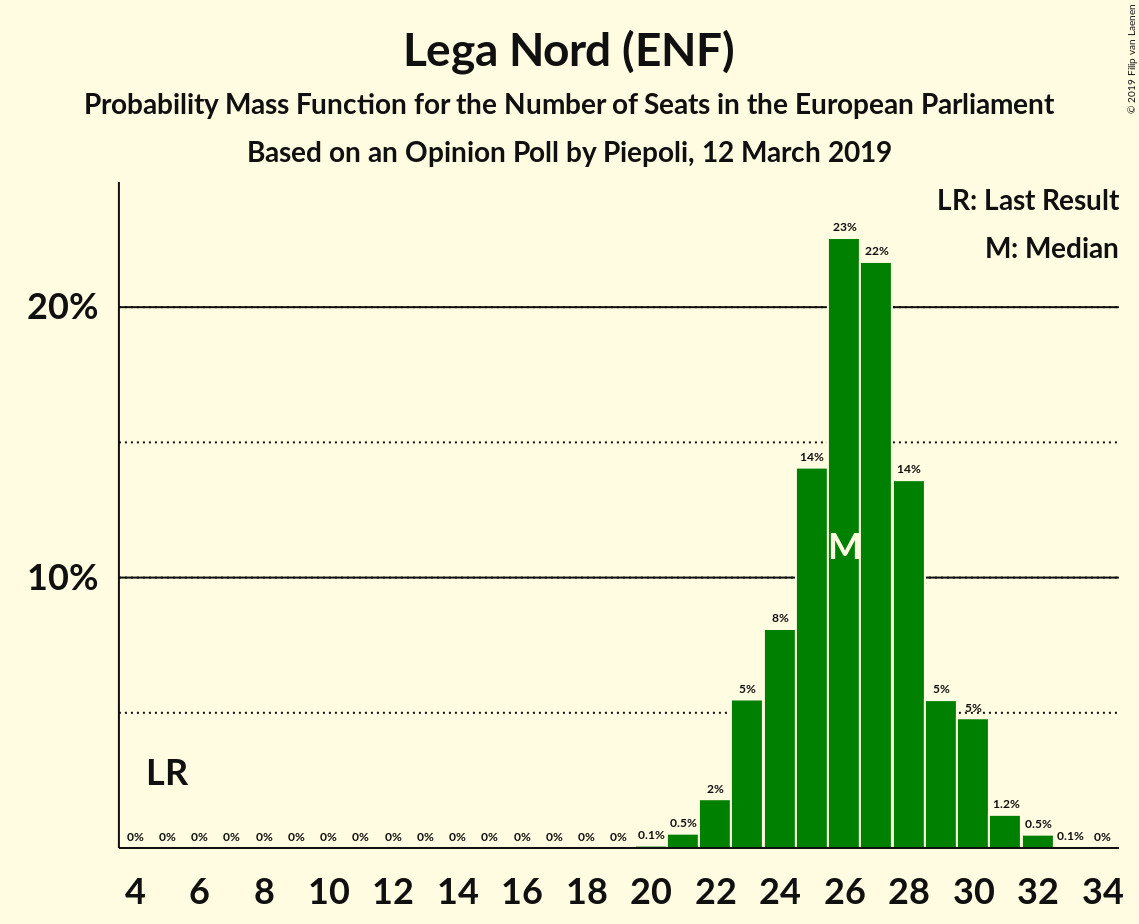 Lega Nord (ENF)
Probability Mass Function for the Number of Seats in the European Parliament
Based on an Opinion Poll by Piepoli, 12 March 2019
© 2019 Filip van Laenen
LR: Last Result
M: Median
20%
10%
LR
M
0% 0% 0% 0% 0% 0% 0% 0% 0% 0% 0% 0% 0% 0% 0% 0% 0.1% 0.5% 2% 5% 8% 14% 23% 22% 14% 5% 5% 1.2% 0.5% 0.1% 0%
4 6 8 10 12 14 16 18 20 22 24 26 28 30 32 34